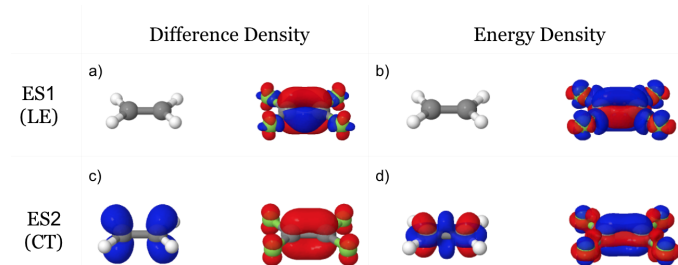 Difference Density
Energy Density
ES1
(LE)
a)
b)
ES2
(CT)
c)
d)